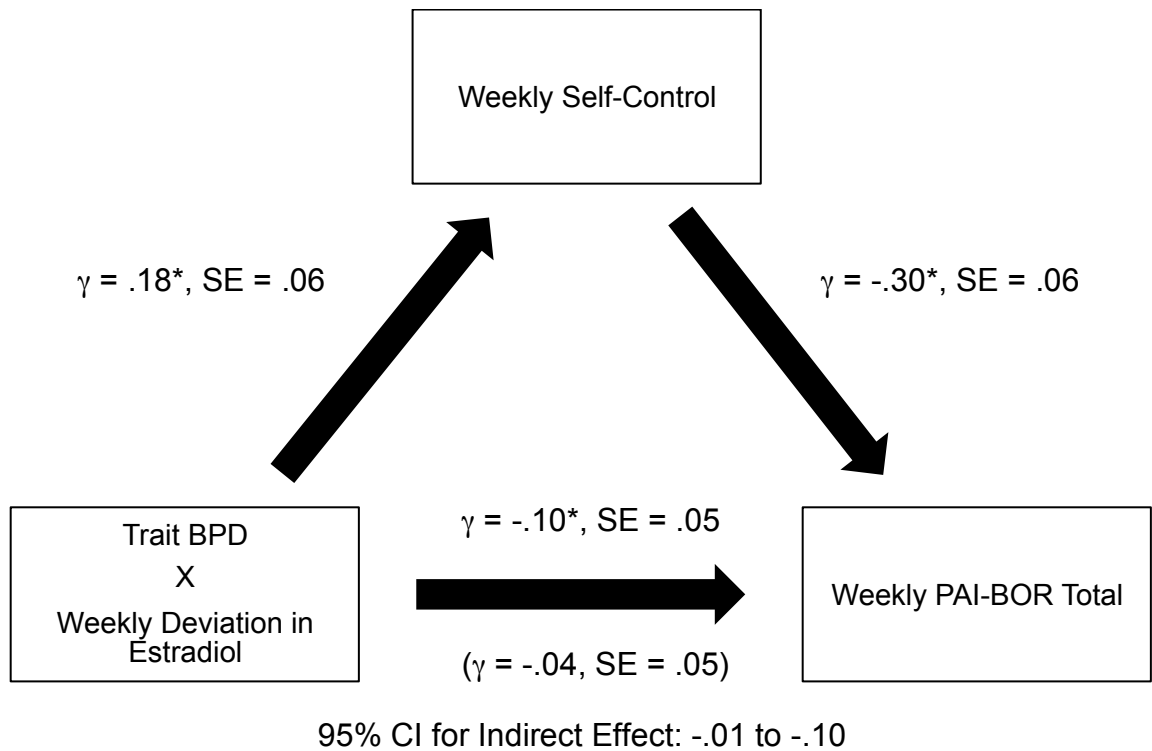 Weekly Self-Control
γ = .18*, SE = .06
γ = -.30*, SE = .06
Trait BPD
X
Weekly Deviation in
Estradiol
γ = -.10*, SE = .05
(γ = -.04, SE = .05)
Weekly PAI-BOR Total
95% CI for Indirect Effect: -.01 to -.10